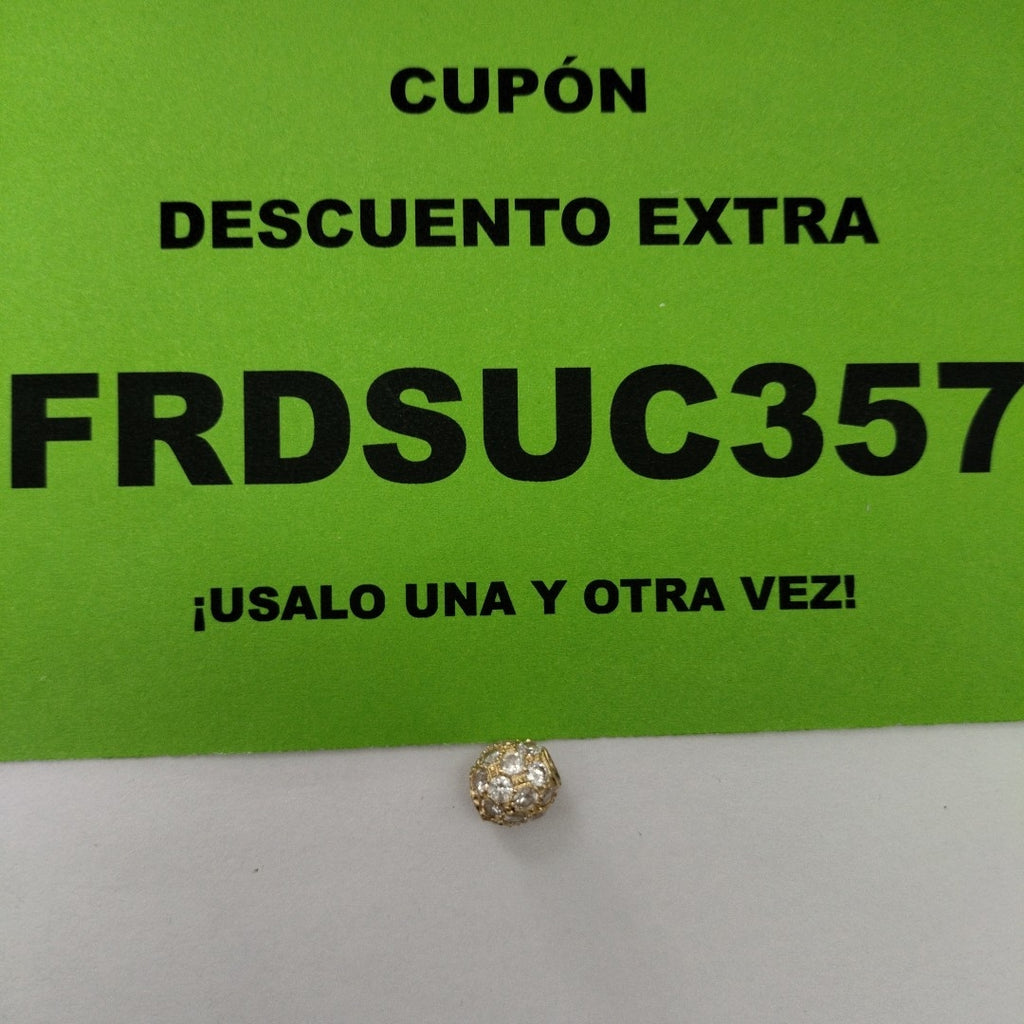 CUPÓN
DESCUENTO EXTRA
FRDSUC357
¡USALO UNA Y OTRA VEZ!